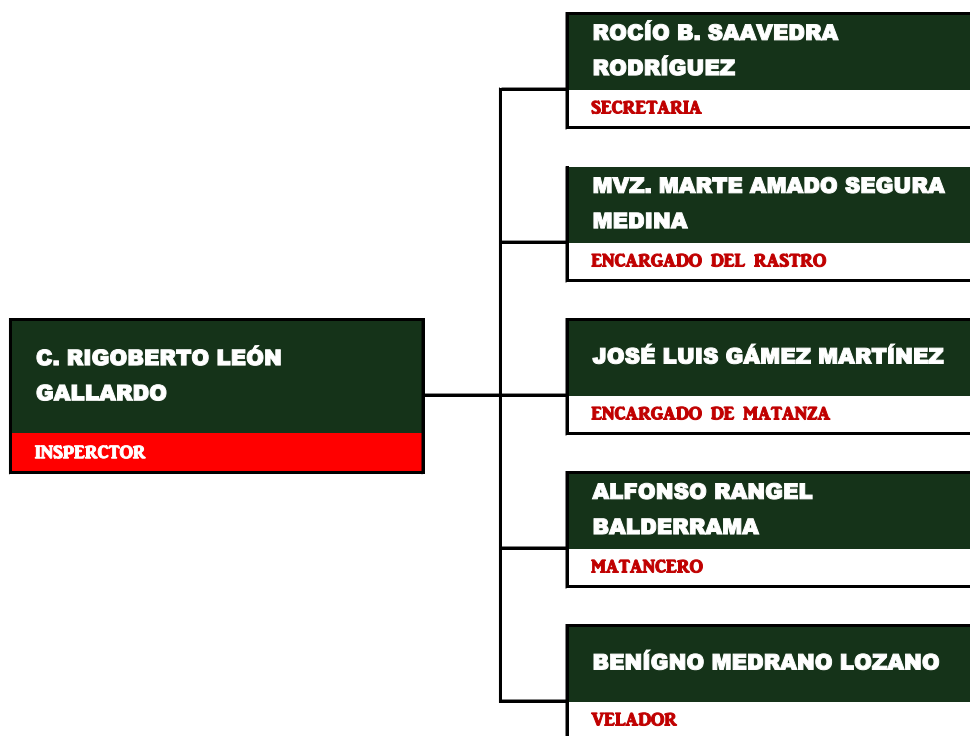 ROCÍO B. SAAVEDRA
RODRÍGUEZ
SECRETARIA
MVZ. MARTE AMADO SEGURA
MEDINA
ENCARGADO DEL RASTRO
C. RIGOBERTO LEÓN
GALLARDO
INSPERCTOR
JOSÉ LUIS GÁMEZ MARTÍNEZ
ENCARGADO DE MATANZA
ALFONSO RANGEL
BALDERRAMA
MATANCERO
BENÍGNO MEDRANO LOZANO
VELADOR